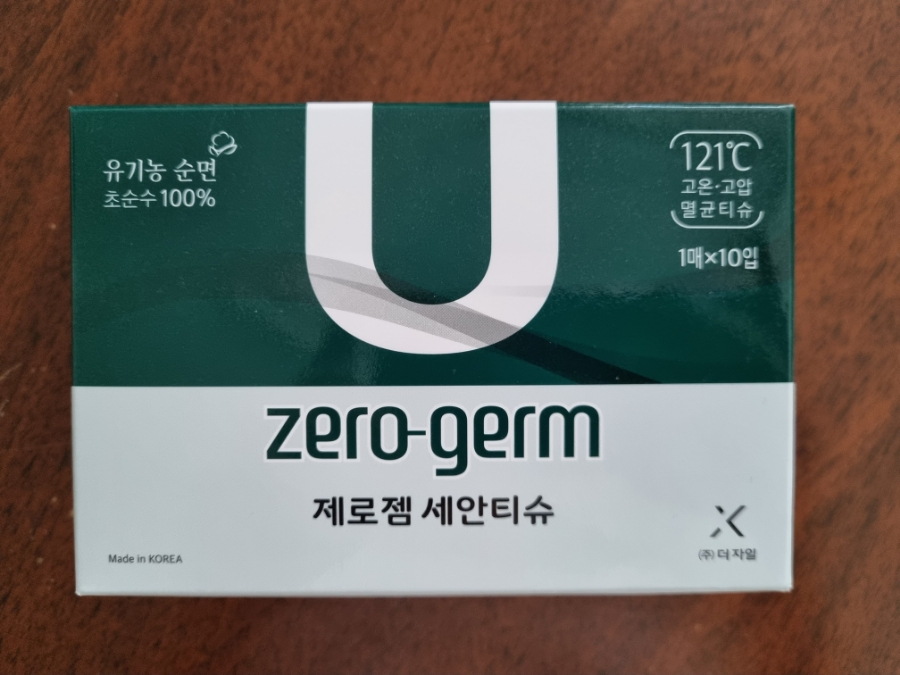 U
유기농 순면
초순수 100%
121℃
고온·고압
멸균티슈
1매×10입
zero-germ
제로젬 세안티슈
Made in KOREA
(주) 더 자일